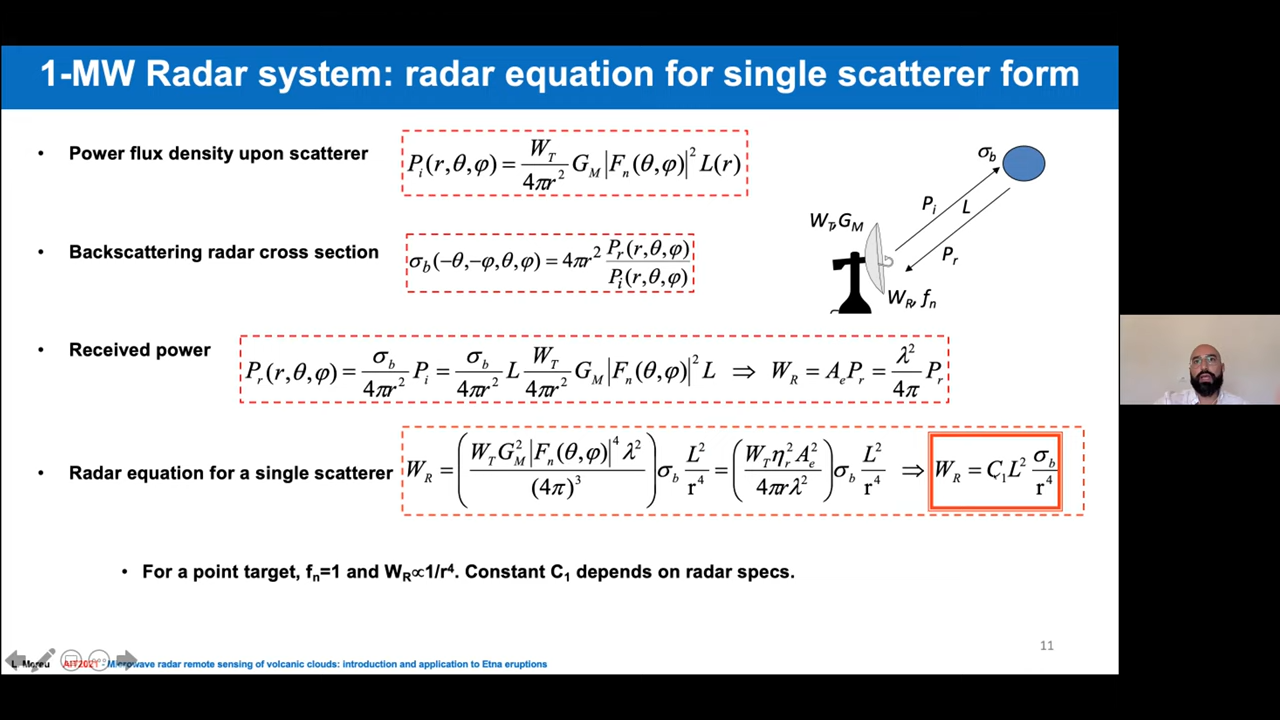 1-MW Radar system: radar equation for single scatterer form
• Power flux density upon scatterer P_i(r,θ,φ) = W_T/4πr² G_M|F_n(θ,φ)|² L(r)
• Backscattering radar cross section σ_b(−θ,−φ,θ,φ) = 4πr² P_r(r,θ,φ)/P_i(r,θ,φ)
σ_b
P_i
L
W_T,G_M
P_r
W_R, f_n
• Received power P_r(r,θ,φ) = σ_b/4πr² P_i = σ_b/4πr² L W_T/4πr² G_M|F_n(θ,φ)|² L ⇒ W_R = A_e P_r = λ²/4π P_r
• Radar equation for a single scatterer W_R = (W_T G_M² |F_n(θ,φ)|⁴ λ²/(4π)³) σ_b L²/r⁴ = (W_T η_r² A_e²/4πrλ²) σ_b L²/r⁴ ⇒ W_R = C_1 L² σ_b/r⁴
• For a point target, f_n=1 and W_R∝1/r⁴. Constant C_1 depends on radar specs.
11
AIT2021 - Microwave radar remote sensing of volcanic clouds: introduction and application to Etna eruptions